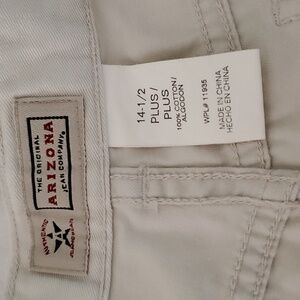 THE ORIGINAL
ARIZONA
JEAN COMPANY
AUTHENTIC
14-1/2
PLUS/
PLUS
100% COTTON/
ALGODON
WPL# 11935
MADE IN CHINA
HECHO EN CHINA